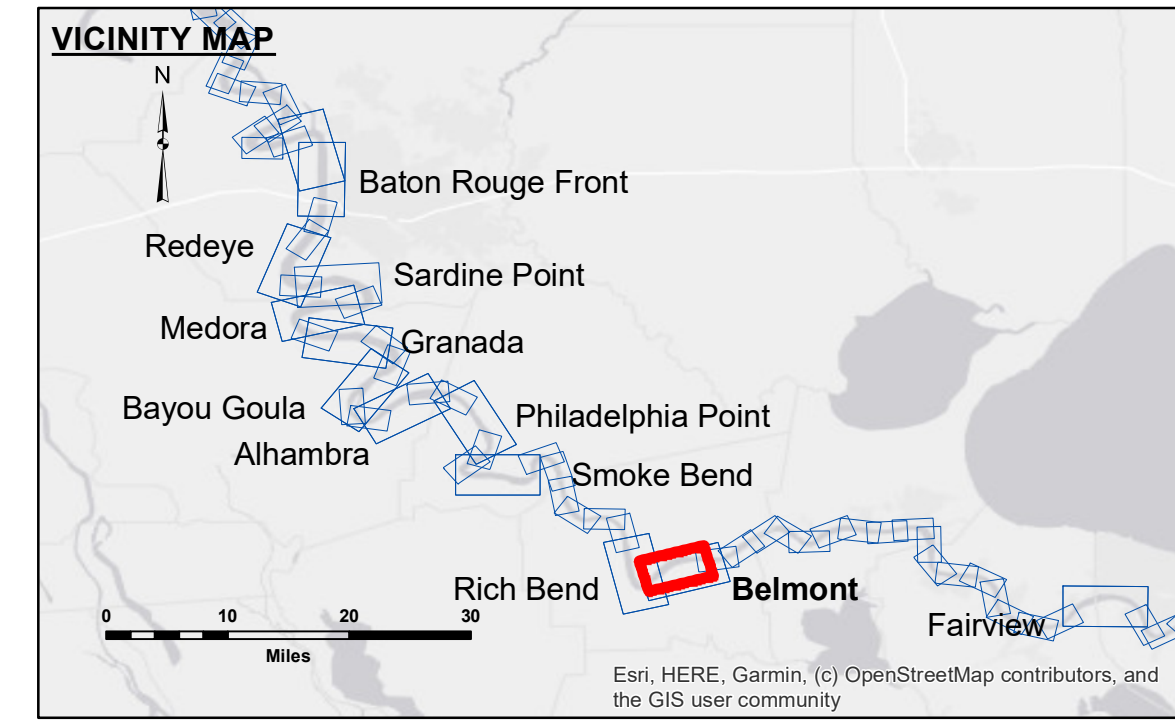 VICINITY MAP
N
Baton Rouge Front
Redeye
Sardine Point
Medora
Granada
Bayou Goula
Philadelphia Point
Alhambra
Smoke Bend
Rich Bend
Belmont
Fairview
0 10 20 30
Miles
Esri, HERE, Garmin, (c) OpenStreetMap contributors, and
the GIS user community